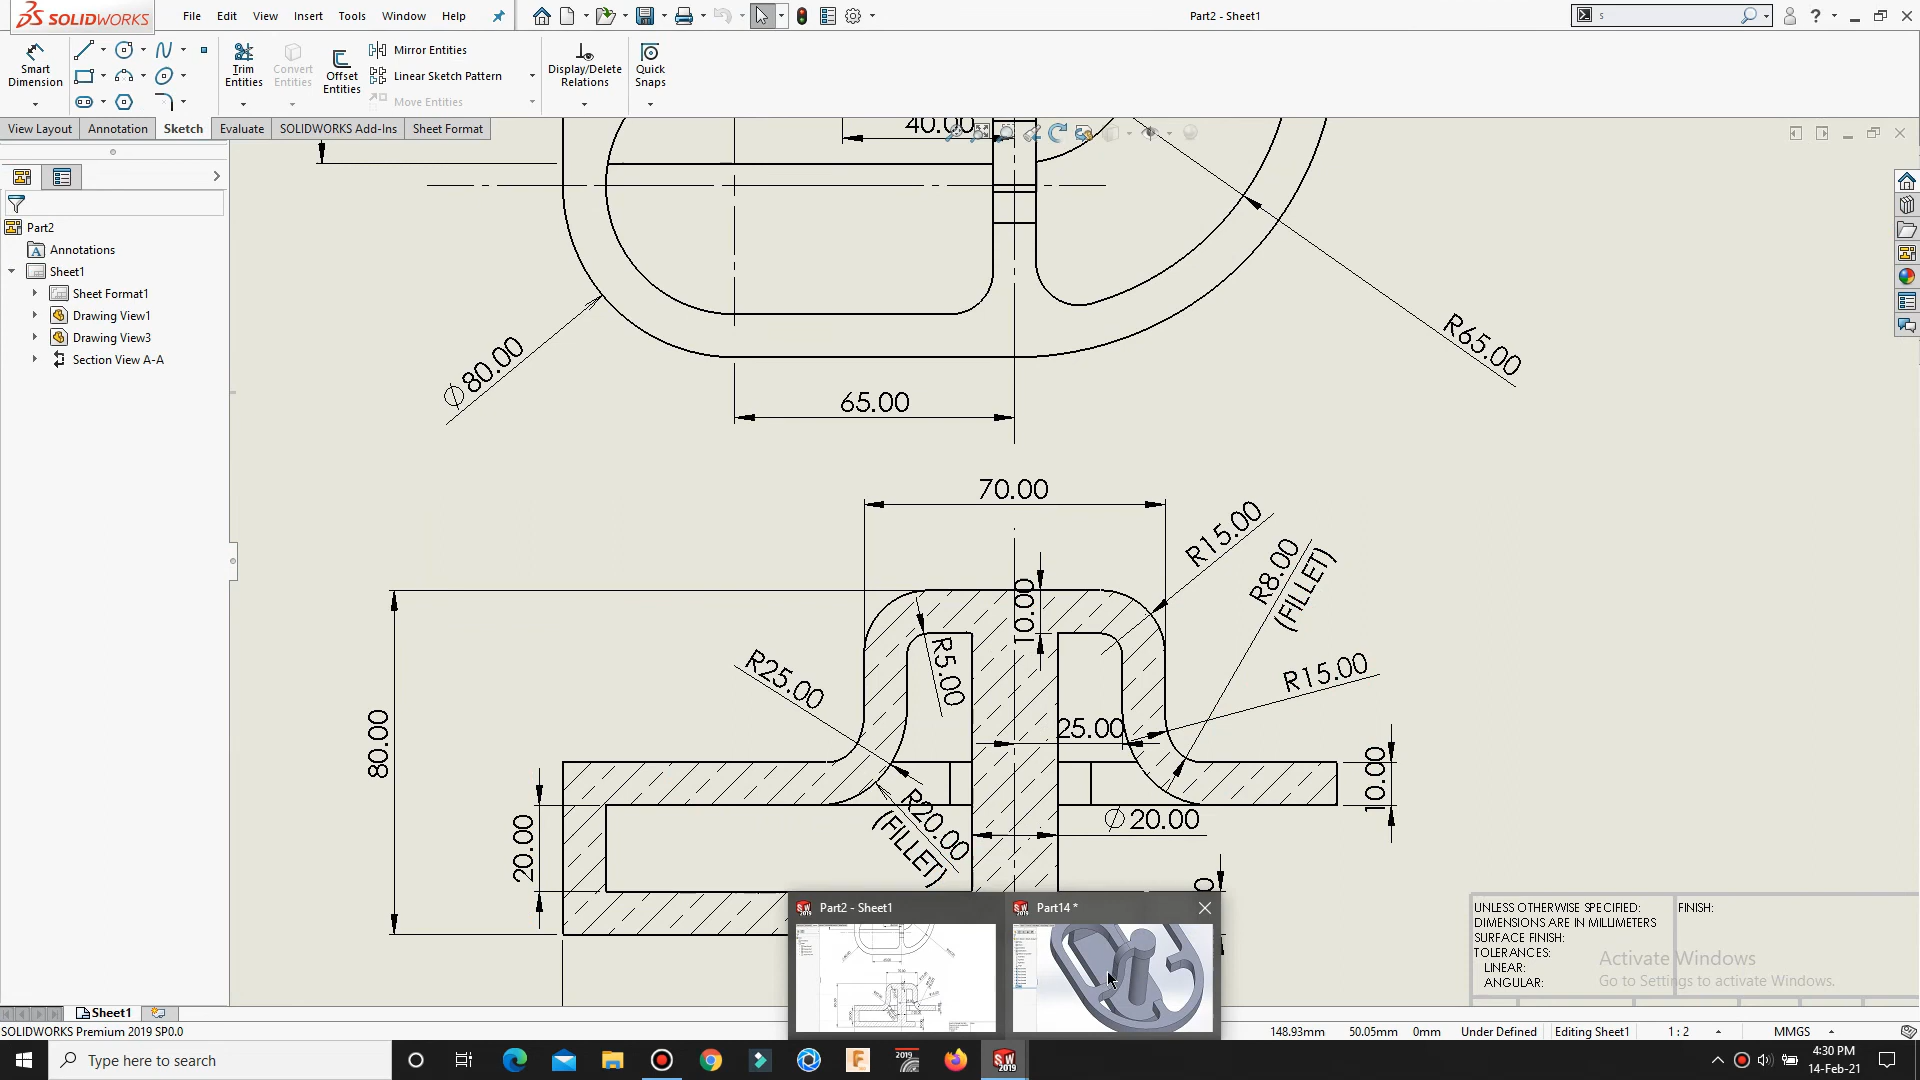 SOLIDWORKS
File
Edit
View
Insert
Tools
Window
Help
Part2 - Sheet1
s
Smart Dimension
Trim Entities
Convert Entities
Offset Entities
Mirror Entities
Linear Sketch Pattern
Move Entities
Display/Delete Relations
Quick Snaps
View Layout
Annotation
Sketch
Evaluate
SOLIDWORKS Add-Ins
Sheet Format
Part2
Annotations
Sheet1
Sheet Format1
Drawing View1
Drawing View3
Section View A-A
40.00
∅80.00
65.00
R65.00
70.00
R15.00
R8.00
(FILLET)
10.00
R5.00
R25.00
R15.00
25.00
80.00
10.00
20.00
R20.00
(FILLET)
∅20.00
UNLESS OTHERWISE SPECIFIED:
DIMENSIONS ARE IN MILLIMETERS
SURFACE FINISH:
TOLERANCES:
LINEAR:
ANGULAR:
FINISH:
Activate Windows
Go to Settings to activate Windows.
Part2 - Sheet1
Part14 *
Sheet1
SOLIDWORKS Premium 2019 SP0.0
148.93mm
50.05mm
0mm
Under Defined
Editing Sheet1
1 : 2
MMGS
Type here to search
2019
SW
2019
4:30 PM
14-Feb-21